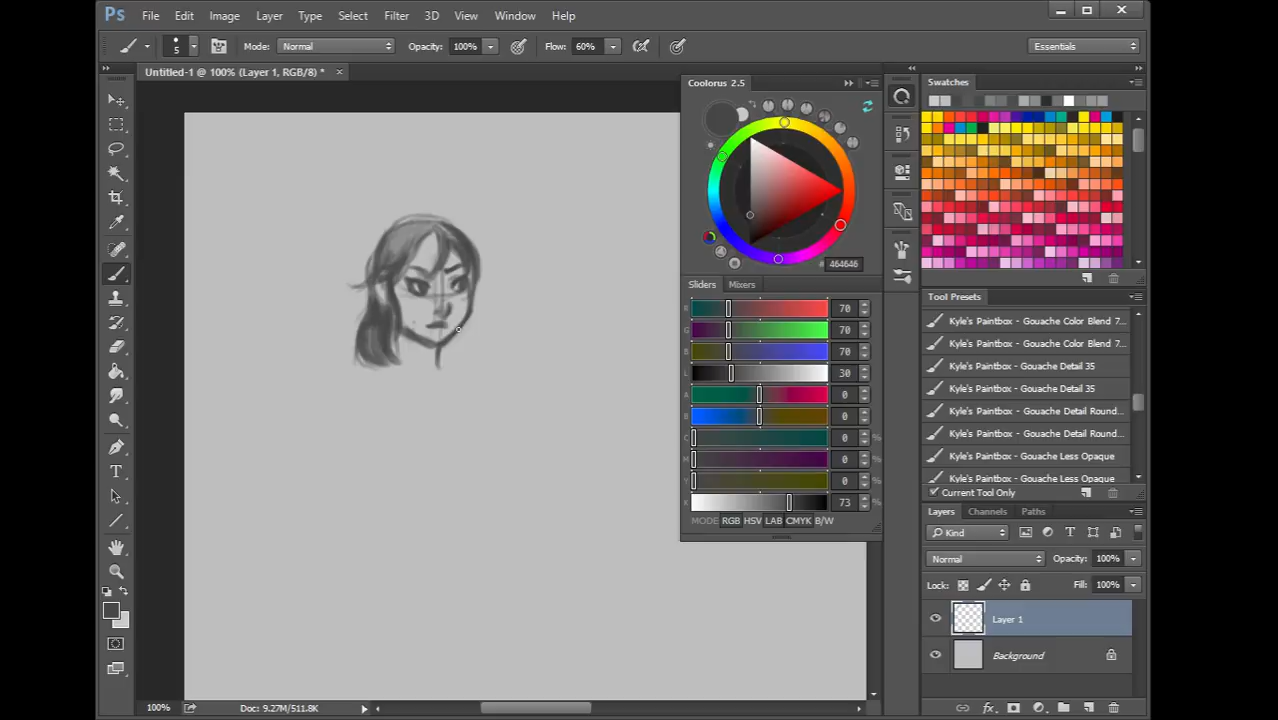 Ps File Edit Image Layer Type Select Filter 3D View Window Help
5 Mode: Normal Opacity: 100% Flow: 60% Essentials
Untitled-1 @ 100% (Layer 1, RGB/8) *
Coolorus 2.5
464646
Sliders Mixers
R 70
G 70
B 70
L 30
A 0
B 0
C 0 %
M 0 %
Y 0 %
K 73 %
MODE RGB HSV LAB CMYK B/W
Swatches
Tool Presets
Kyle's Paintbox - Gouache Color Blend 7...
Kyle's Paintbox - Gouache Color Blend 7...
Kyle's Paintbox - Gouache Detail 35
Kyle's Paintbox - Gouache Detail 35
Kyle's Paintbox - Gouache Detail Round...
Kyle's Paintbox - Gouache Detail Round...
Kyle's Paintbox - Gouache Less Opaque
Kyle's Paintbox - Gouache Less Opaque
Current Tool Only
Layers Channels Paths
Kind
Normal Opacity: 100%
Lock: Fill: 100%
Layer 1
Background
fx
100% Doc: 9.27M/511.8K